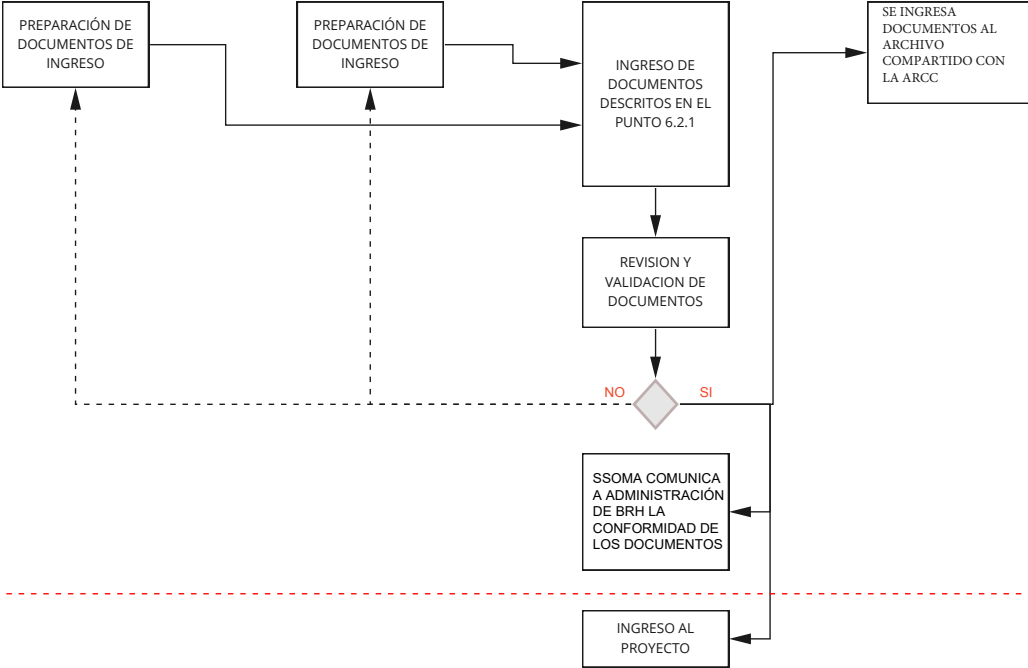 PREPARACIÓN DE
DOCUMENTOS DE
INGRESO
PREPARACIÓN DE
DOCUMENTOS DE
INGRESO
INGRESO DE
DOCUMENTOS
DESCRITOS EN EL
PUNTO 6.2.1
SE INGRESA
DOCUMENTOS AL
ARCHIVO
COMPARTIDO CON
LA ARCC
REVISION Y
VALIDACION DE
DOCUMENTOS
NO
SI
SSOMA COMUNICA
A ADMINISTRACIÓN
DE BRH LA
CONFORMIDAD DE
LOS DOCUMENTOS
INGRESO AL
PROYECTO